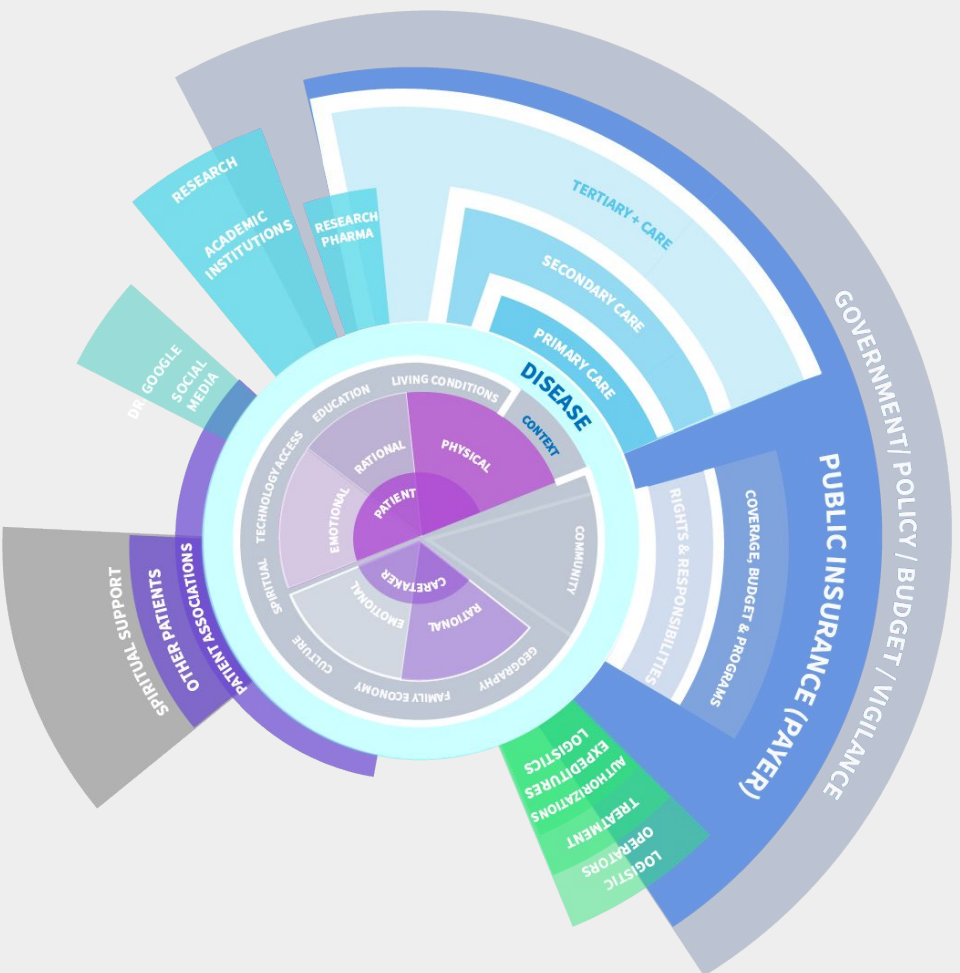 GOVERNMENT/ POLICY / BUDGET / VIGILANCE
PUBLIC INSURANCE (PAYER)
TERTIARY + CARE
SECONDARY CARE
PRIMARY CARE
DISEASE
CONTEXT
COVERAGE, BUDGET & PROGRAMS
RIGHTS & RESPONSIBILITIES
RESEARCH
ACADEMIC
INSTITUTIONS
RESEARCH
PHARMA
DR. GOOGLE
SOCIAL
MEDIA
LIVING CONDITIONS
EDUCATION
TECHNOLOGY ACCESS
SPIRITUAL
CULTURE
FAMILY ECONOMY
GEOGRAPHY
COMMUNITY
PHYSICAL
RATIONAL
EMOTIONAL
PATIENT
CARETAKER
EMOTIONAL
RATIONAL
PATIENT ASSOCIATIONS
OTHER PATIENTS
SPIRITUAL SUPPORT
LOGISTICS
EXPEDITURES
AUTHORIZATIONS
TREATMENT
OPERATORS
LOGISTIC